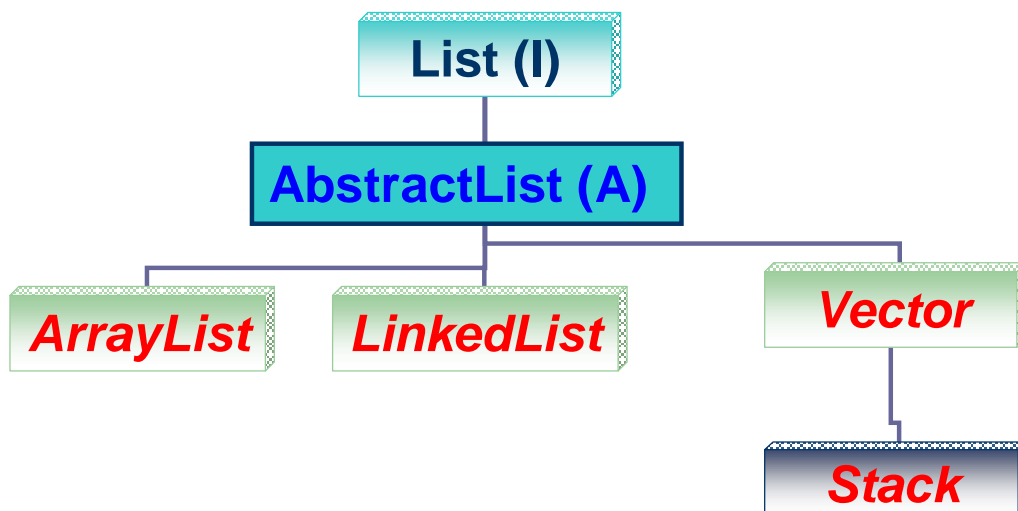 List (I)
AbstractList (A)
ArrayList
LinkedList
Vector
Stack